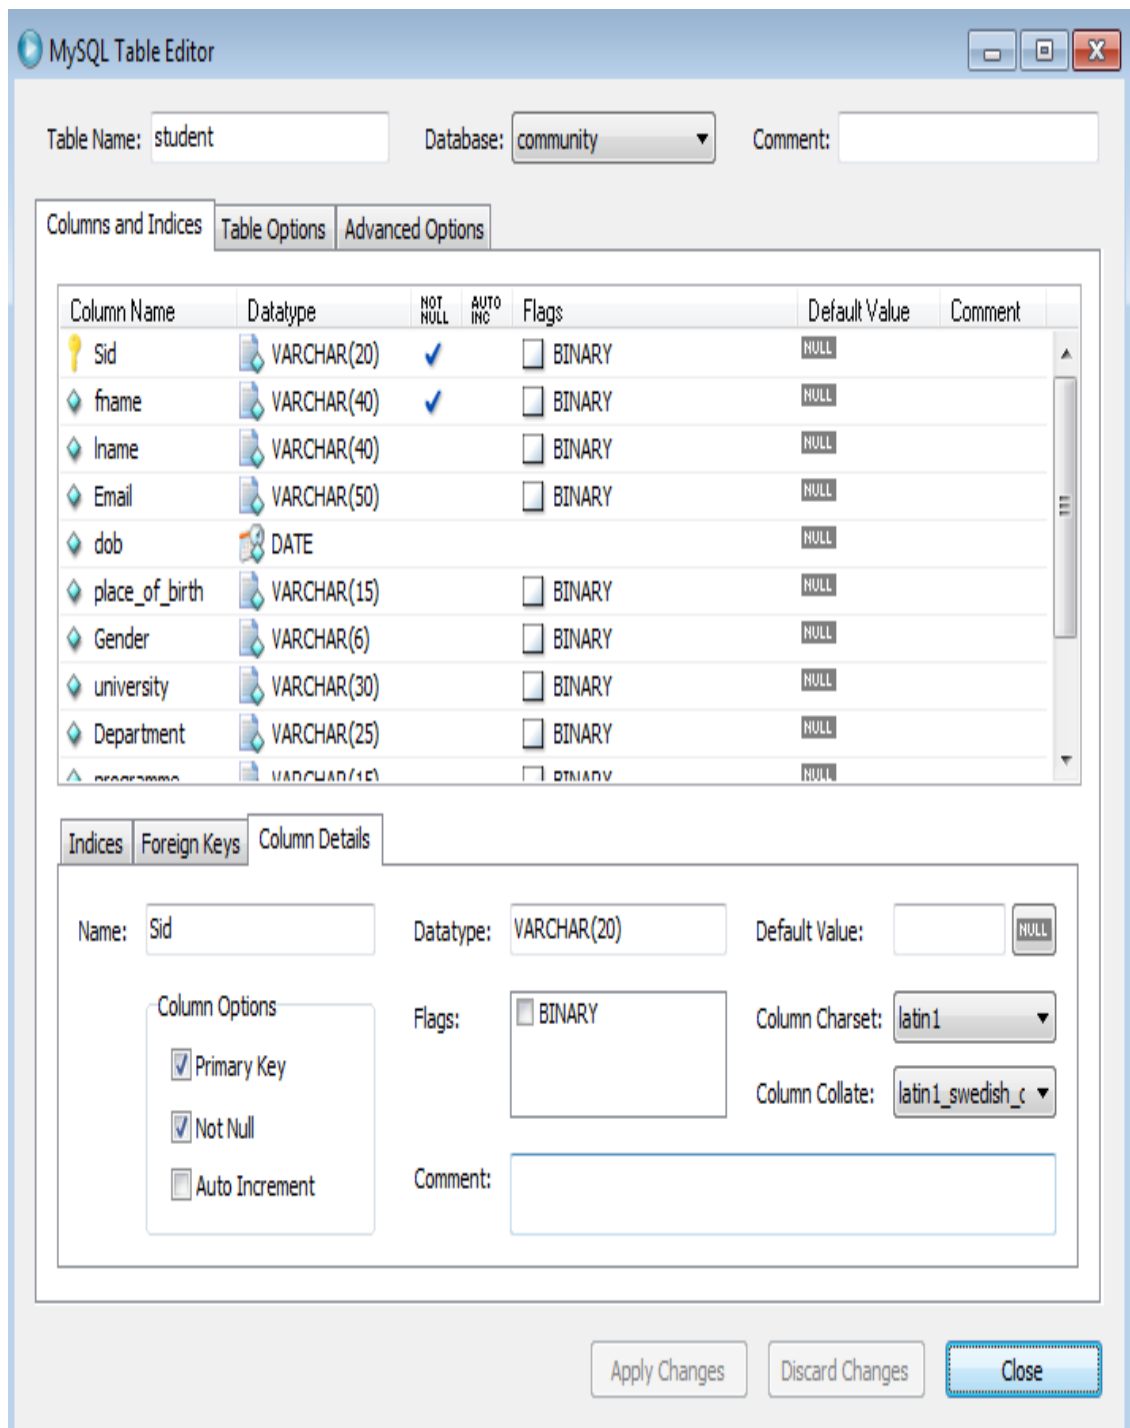 MySQL Table Editor
Table Name: student Database: community Comment:
Columns and Indices Table Options Advanced Options
Column Name Datatype NOT NULL AUTO INC Flags Default Value Comment
Sid VARCHAR(20) BINARY NULL
fname VARCHAR(40) BINARY NULL
lname VARCHAR(40) BINARY NULL
Email VARCHAR(50) BINARY NULL
dob DATE NULL
place_of_birth VARCHAR(15) BINARY NULL
Gender VARCHAR(6) BINARY NULL
university VARCHAR(30) BINARY NULL
Department VARCHAR(25) BINARY NULL
programme VARCHAR(15) BINARY NULL
Indices Foreign Keys Column Details
Name: Sid Datatype: VARCHAR(20) Default Value: NULL
Column Options Flags: BINARY Column Charset: latin1
Primary Key
Column Collate: latin1_swedish_c
Not Null
Auto Increment Comment:
Apply Changes Discard Changes Close